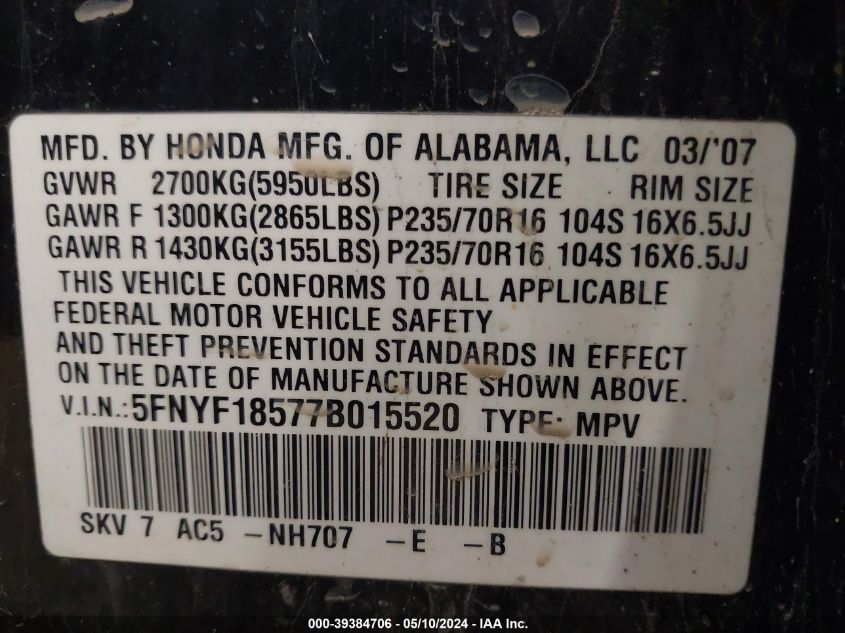 MFD. BY HONDA MFG. OF ALABAMA, LLC 03/'07
GVWR 2700KG(5950LBS) TIRE SIZE RIM SIZE
GAWR F 1300KG(2865LBS) P235/70R16 104S 16X6.5JJ
GAWR R 1430KG(3155LBS) P235/70R16 104S 16X6.5JJ
THIS VEHICLE CONFORMS TO ALL APPLICABLE
FEDERAL MOTOR VEHICLE SAFETY
AND THEFT PREVENTION STANDARDS IN EFFECT
ON THE DATE OF MANUFACTURE SHOWN ABOVE.
V.I.N.: 5FNYF18577B015520 TYPE: MPV
SKV 7 AC5 -NH707 -E -B
000-39384706 - 05/10/2024 - IAA Inc.